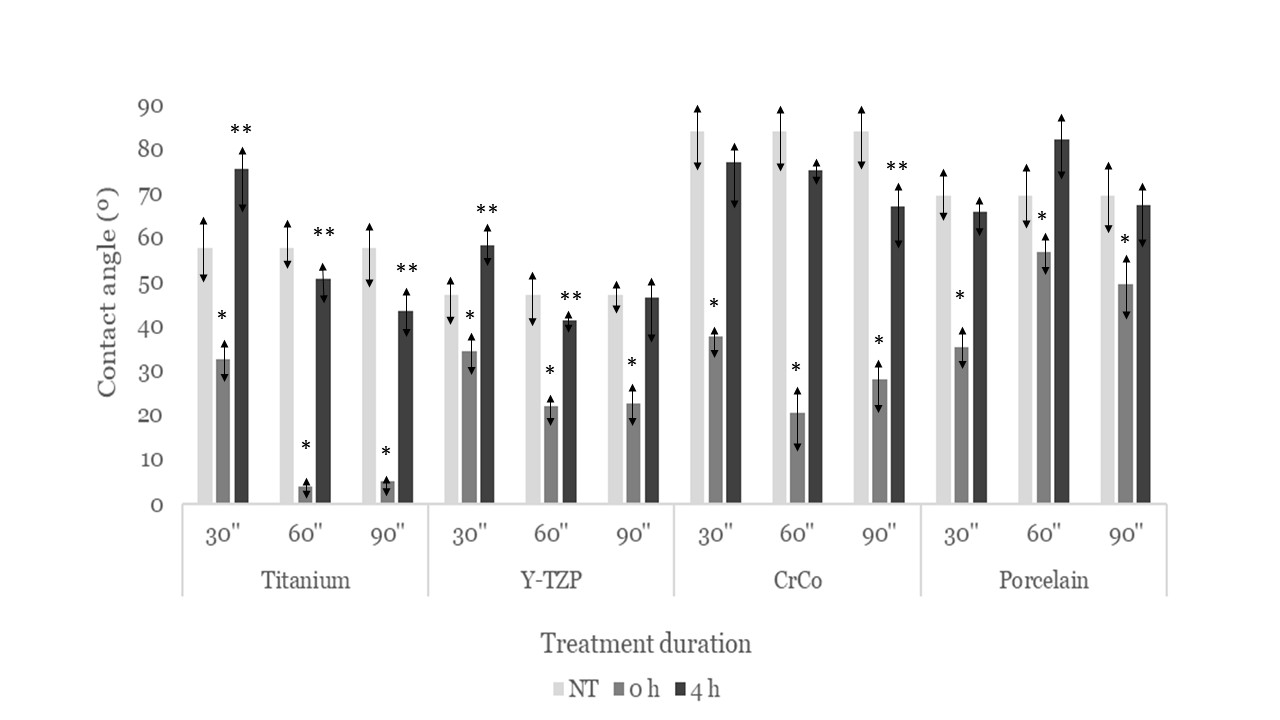 90
80
70
60
50
40
30
20
10
0
Contact angle (º)
** * ** * ** *
** * ** * *
* * ** *
* * *
30" 60" 90" 30" 60" 90" 30" 60" 90" 30" 60" 90"
Titanium Y-TZP CrCo Porcelain
Treatment duration
NT 0 h 4 h